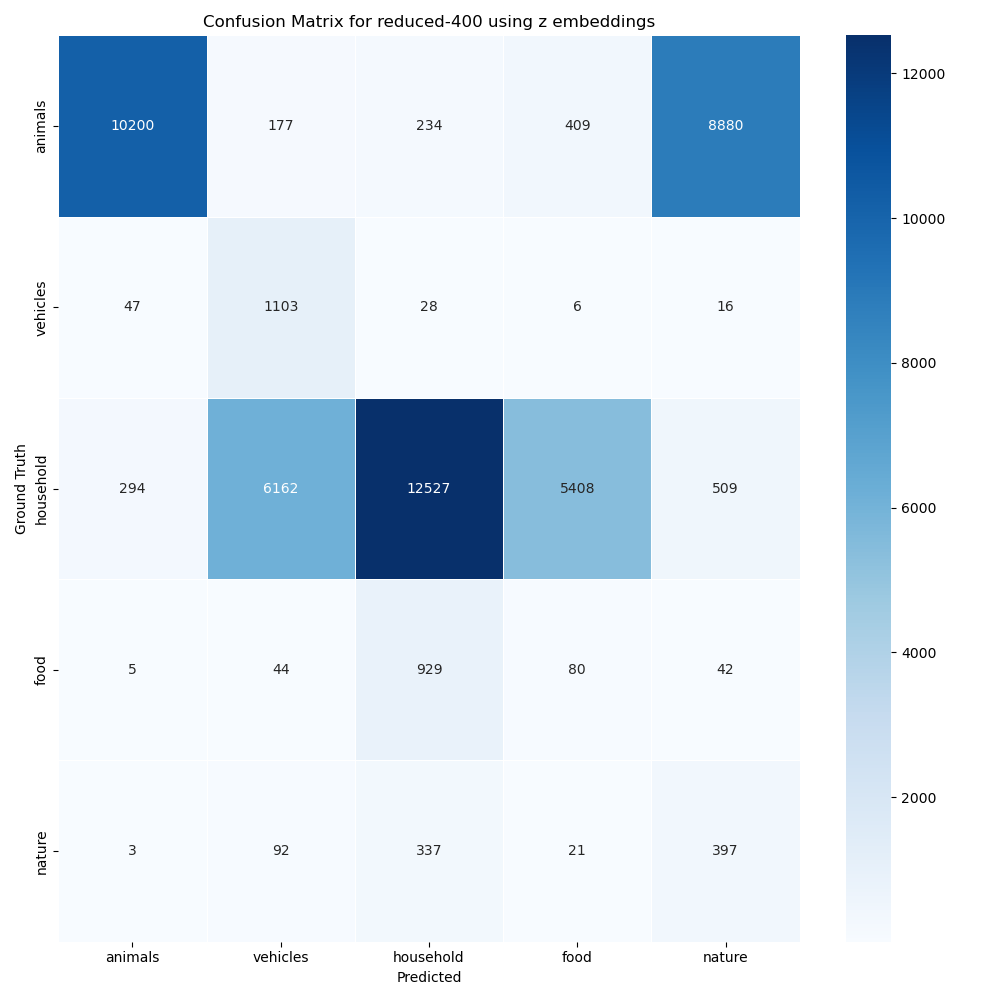 Confusion Matrix for reduced-400 using z embeddings
animals 10200 177 234 409 8880
vehicles 47 1103 28 6 16
Ground Truth
household 294 6162 12527 5408 509
food 5 44 929 80 42
nature 3 92 337 21 397
animals vehicles household food nature
Predicted
12000
10000
8000
6000
4000
2000